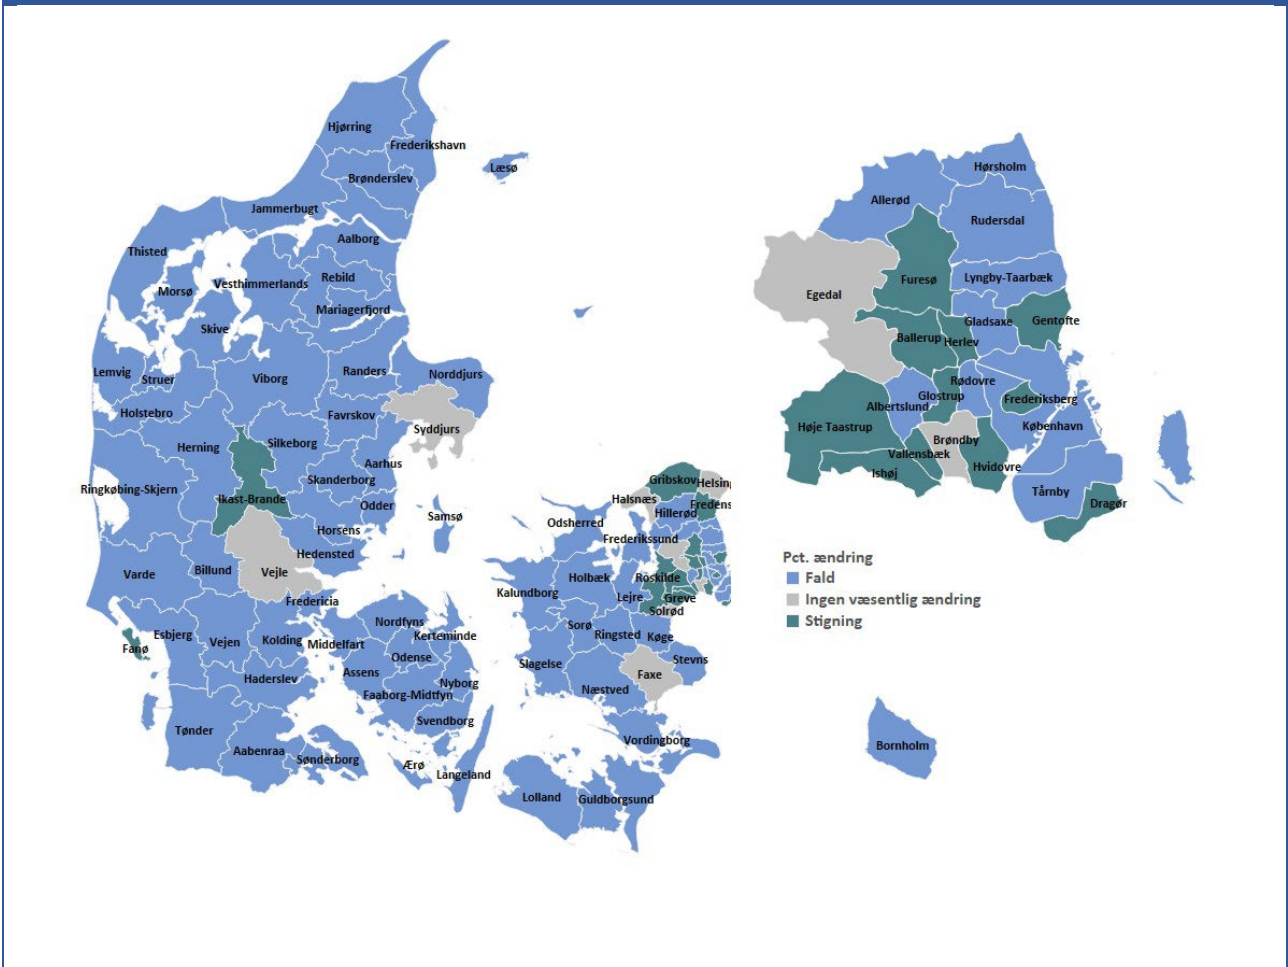 Hjørring
Frederikshavn
Læsø
Brønderslev
Jammerbugt
Aalborg
Thisted
Rebild
Vesthimmerlands
Morsø
Mariagerfjord
Skive
Lemvig
Struer
Viborg
Randers
Norddjurs
Holstebro
Favrskov
Syddjurs
Herning
Silkeborg
Aarhus
Skanderborg
Ringkøbing-Skjern
Ikast-Brande
Odder
Samsø
Horsens
Hedensted
Varde
Billund
Vejle
Fredericia
Esbjerg
Fanø
Vejen
Kolding
Middelfart
Nordfyns
Kerteminde
Odense
Assens
Haderslev
Nyborg
Faaborg-Midtfyn
Svendborg
Tønder
Aabenraa
Sønderborg
Ærø
Langeland
Gribskov
Helsing
Halsnæs
Fredens
Hillerød
Odsherred
Frederikssund
Holbæk
Roskilde
Kalundborg
Lejre
Greve
Solrød
Sorø
Ringsted
Køge
Slagelse
Stevns
Faxe
Næstved
Vordingborg
Lolland
Guldborgsund
Hørsholm
Allerød
Rudersdal
Furesø
Lyngby-Taarbæk
Egedal
Gladsaxe
Gentofte
Ballerup
Herlev
Rødovre
Glostrup
Frederiksberg
Albertslund
Høje Taastrup
København
Brøndby
Vallensbæk
Hvidovre
Ishøj
Tårnby
Dragør
Pct. ændring
Fald
Ingen væsentlig ændring
Stigning
Bornholm